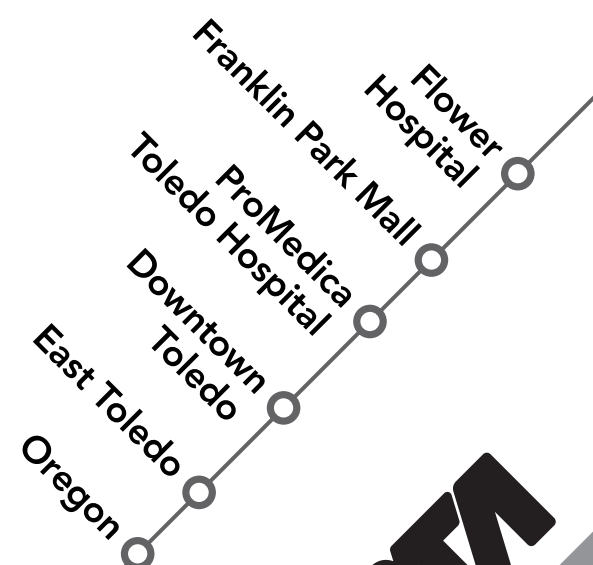 Flower
Hospital
Franklin Park Mall
ProMedica
Toledo Hospital
Downtown
Toledo
East Toledo
Oregon